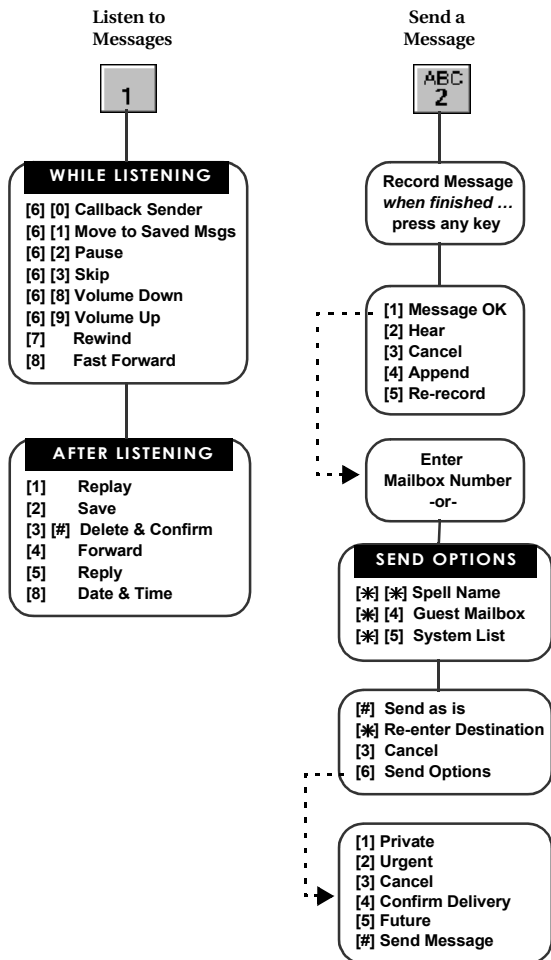 Listen to
Messages
1
WHILE LISTENING
[6] [0] Callback Sender
[6] [1] Move to Saved Msgs
[6] [2] Pause
[6] [3] Skip
[6] [8] Volume Down
[6] [9] Volume Up
[7] Rewind
[8] Fast Forward
AFTER LISTENING
[1] Replay
[2] Save
[3] [#] Delete & Confirm
[4] Forward
[5] Reply
[8] Date & Time
Send a
Message
ABC
2
Record Message
when finished …
press any key
[1] Message OK
[2] Hear
[3] Cancel
[4] Append
[5] Re-record
Enter
Mailbox Number
-or-
SEND OPTIONS
[✳] [✳] Spell Name
[✳] [4] Guest Mailbox
[✳] [5] System List
[#] Send as is
[✳] Re-enter Destination
[3] Cancel
[6] Send Options
[1] Private
[2] Urgent
[3] Cancel
[4] Confirm Delivery
[5] Future
[#] Send Message